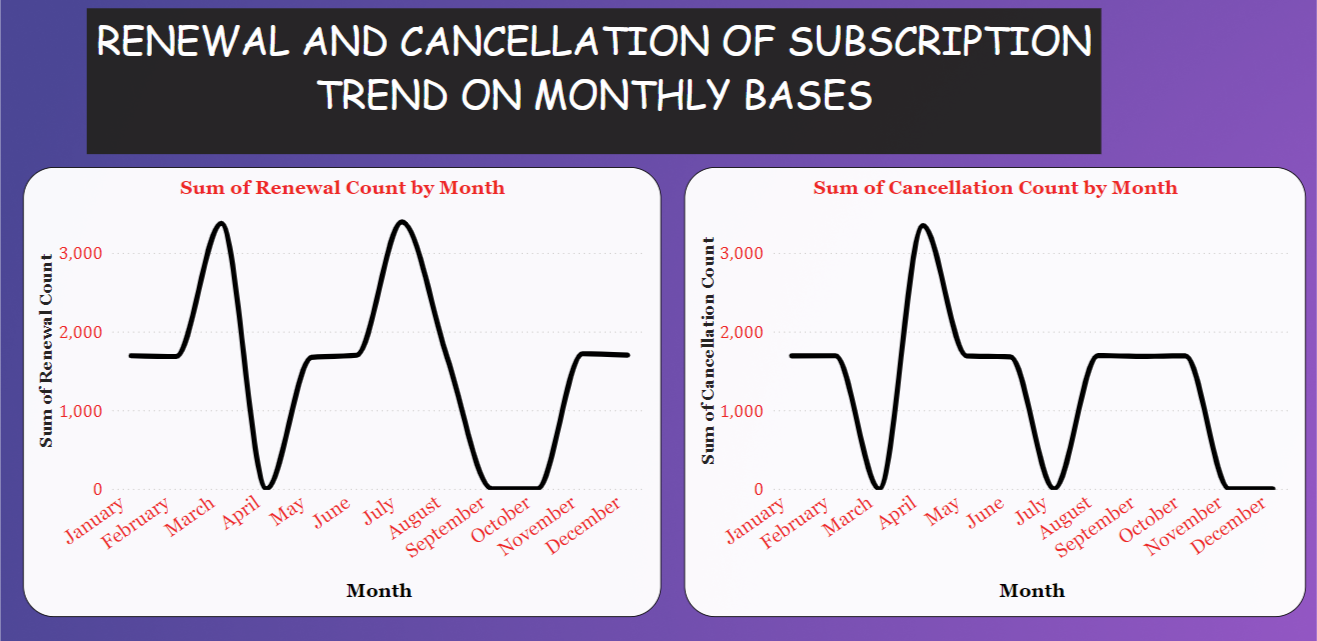 RENEWAL AND CANCELLATION OF SUBSCRIPTION
TREND ON MONTHLY BASES
Sum of Renewal Count by Month
Sum of Renewal Count
3,000
2,000
1,000
0
January
February
March
April
May
June
July
August
September
October
November
December
Month
Sum of Cancellation Count by Month
Sum of Cancellation Count
3,000
2,000
1,000
0
January
February
March
April
May
June
July
August
September
October
November
December
Month